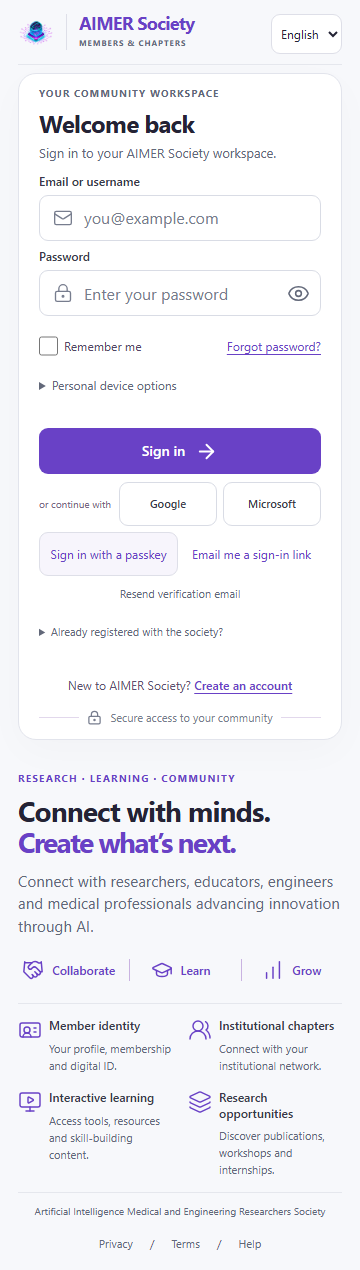 AIMER Society
MEMBERS & CHAPTERS
English
YOUR COMMUNITY WORKSPACE
Welcome back
Sign in to your AIMER Society workspace.
Email or username
you@example.com
Password
Enter your password
Remember me
Forgot password?
Personal device options
Sign in
or continue with
Google
Microsoft
Sign in with a passkey
Email me a sign-in link
Resend verification email
Already registered with the society?
New to AIMER Society? Create an account
Secure access to your community
RESEARCH · LEARNING · COMMUNITY
Connect with minds.
Create what’s next.
Connect with researchers, educators, engineers
and medical professionals advancing innovation
through AI.
Collaborate
Learn
Grow
Member identity
Your profile, membership
and digital ID.
Institutional chapters
Connect with your
institutional network.
Interactive learning
Access tools, resources
and skill-building
content.
Research
opportunities
Discover publications,
workshops and
internships.
Artificial Intelligence Medical and Engineering Researchers Society
Privacy / Terms / Help